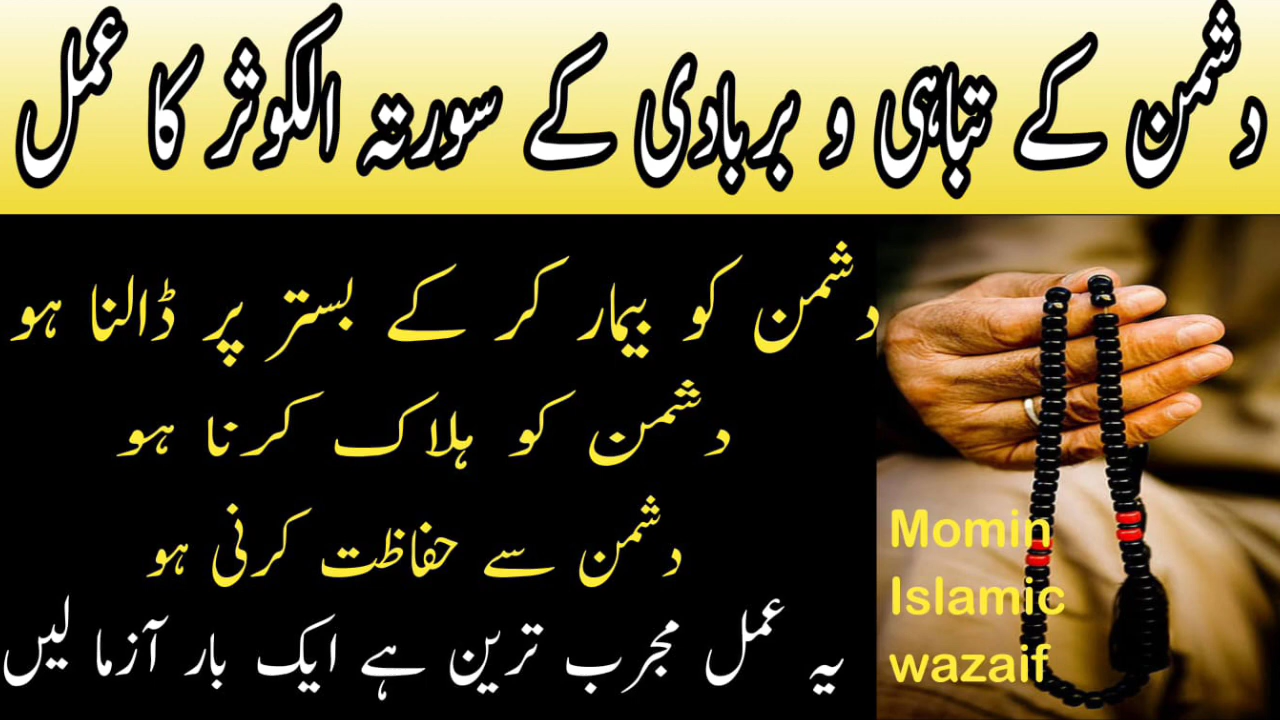 دشمن کے تباہی و بربادی کے سورتہ الکوثر کا عمل
دشمن کو بیمار کر کے بستر پر ڈالنا ہو
دشمن کو ہلاک کرنا ہو
دشمن سے حفاظت کرنی ہو
یہ عمل مجرب ترین ہے ایک بار آزما لیں
Momin
Islamic
wazaif